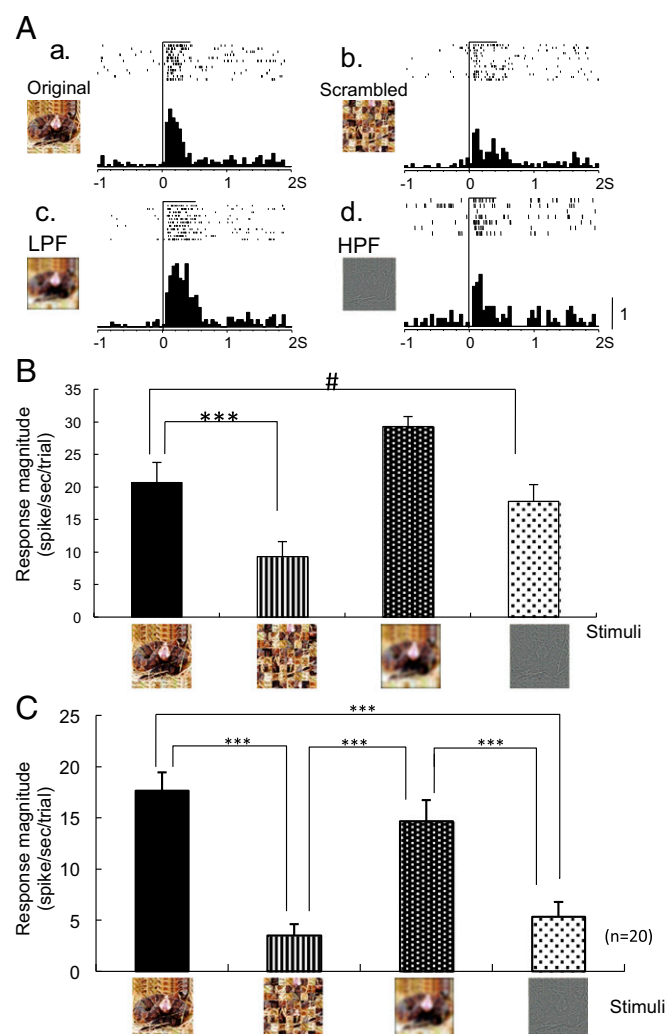 A
a.
Original
-1 0 1 2S
b.
Scrambled
-1 0 1 2S
c.
LPF
-1 0 1 2S
d.
HPF
-1 0 1 2S
1
B
Response magnitude
(spike/sec/trial)
35
30
25
20
15
10
5
0
#
***
Stimuli
C
Response magnitude
(spike/sec/trial)
25
20
15
10
5
0
***
*** *** ***
(n=20)
Stimuli